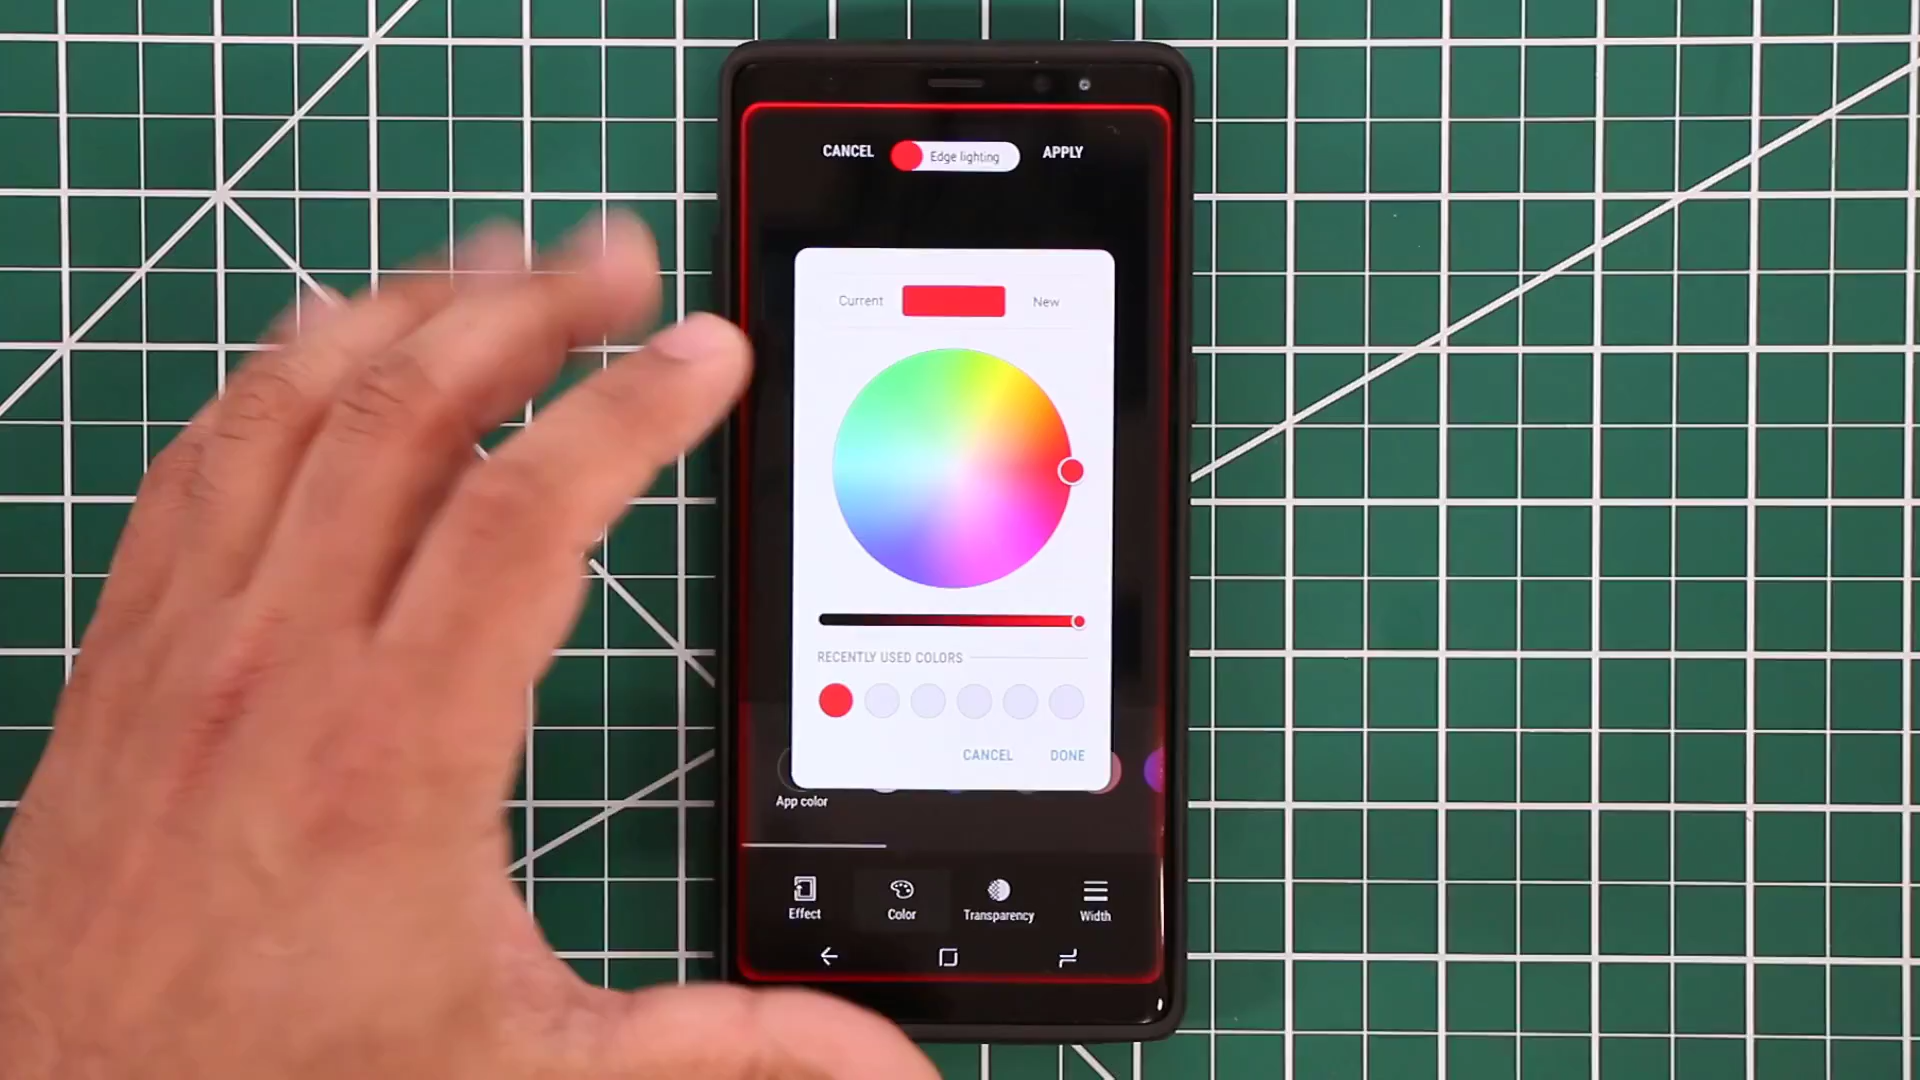 CANCEL Edge lighting APPLY
Current New
RECENTLY USED COLORS
CANCEL DONE
App color
Effect Color Transparency Width